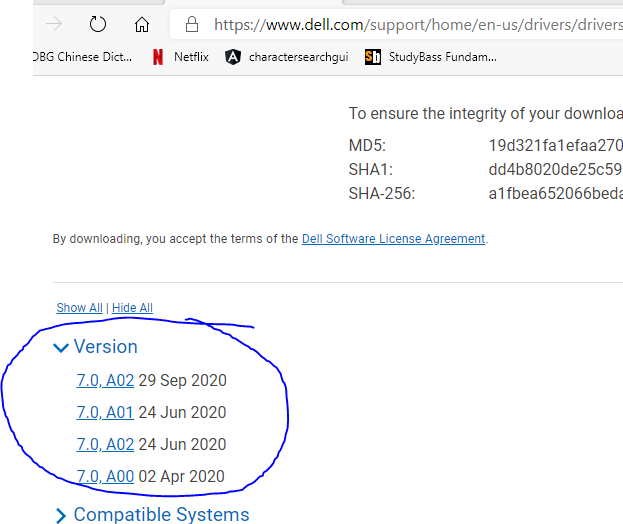 https://www.dell.com/support/home/en-us/drivers/drivers
DBG Chinese Dict... Netflix charactersearchgui StudyBass Fundam...
To ensure the integrity of your downloa
MD5: 19d321fa1efaa270
SHA1: dd4b8020de25c59
SHA-256: a1fbea652066beda
By downloading, you accept the terms of the Dell Software License Agreement.
Show All | Hide All
Version
7.0, A02 29 Sep 2020
7.0, A01 24 Jun 2020
7.0, A02 24 Jun 2020
7.0, A00 02 Apr 2020
Compatible Systems